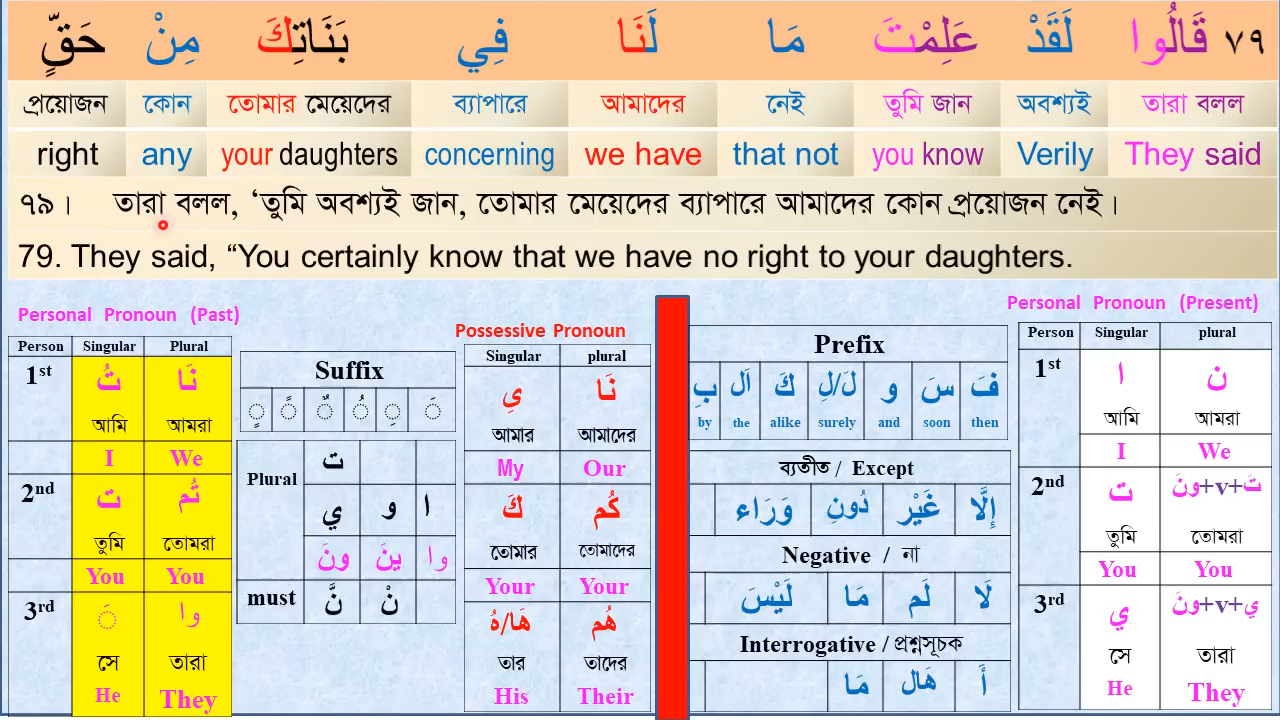 ٧٩ قَالُوا لَقَدْ عَلِمْتَ مَا لَنَا فِي بَنَاتِكَ مِنْ حَقٍّ
প্রয়োজন কোন তোমার মেয়েদের ব্যাপারে আমাদের নেই তুমি জান অবশ্যই তারা বলল
right any your daughters concerning we have that not you know Verily They said
৭৯। তারা বলল, ‘তুমি অবশ্যই জান, তোমার মেয়েদের ব্যাপারে আমাদের কোন প্রয়োজন নেই।
79. They said, “You certainly know that we have no right to your daughters.
Personal Pronoun (Past)
Person Singular Plural
1st تُ نَا
আমি আমরা
I We
2nd ت تُم
তুমি তোমরা
You You
3rd َ وا
সে তারা
He They
Suffix
ٍ ً ٌ ُ ِ َ
Plural ت
ي و ا
ونَ ينَ وا
must نَّ نْ
Possessive Pronoun
Singular plural
يِ نَا
আমার আমাদের
My Our
كَ كُم
তোমার তোমাদের
Your Your
هَا/هُ هُم
তার তাদের
His Their
Prefix
بِ اَل كَ لَ/لِ و سَ فَ
by the alike surely and soon then
ব্যতীত / Except
وَرَاء دُونِ غَيْر إِلَّا
Negative / না
لَيْسَ مَا لَم لَا
Interrogative / প্রশ্নসূচক
مَا هَال أَ
Personal Pronoun (Present)
Person Singular plural
1st ا ن
আমি আমরা
I We
2nd ت تَ+v+ونَ
তুমি তোমরা
You You
3rd ي ي+v+ونَ
সে তারা
He They